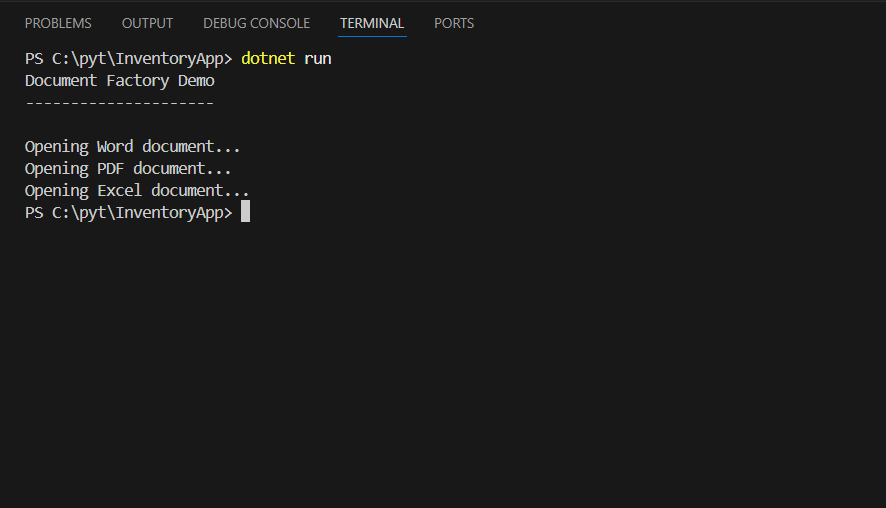 PROBLEMS OUTPUT DEBUG CONSOLE TERMINAL PORTS
PS C:\pyt\InventoryApp> dotnet run
Document Factory Demo
---------------------
Opening Word document...
Opening PDF document...
Opening Excel document...
PS C:\pyt\InventoryApp>